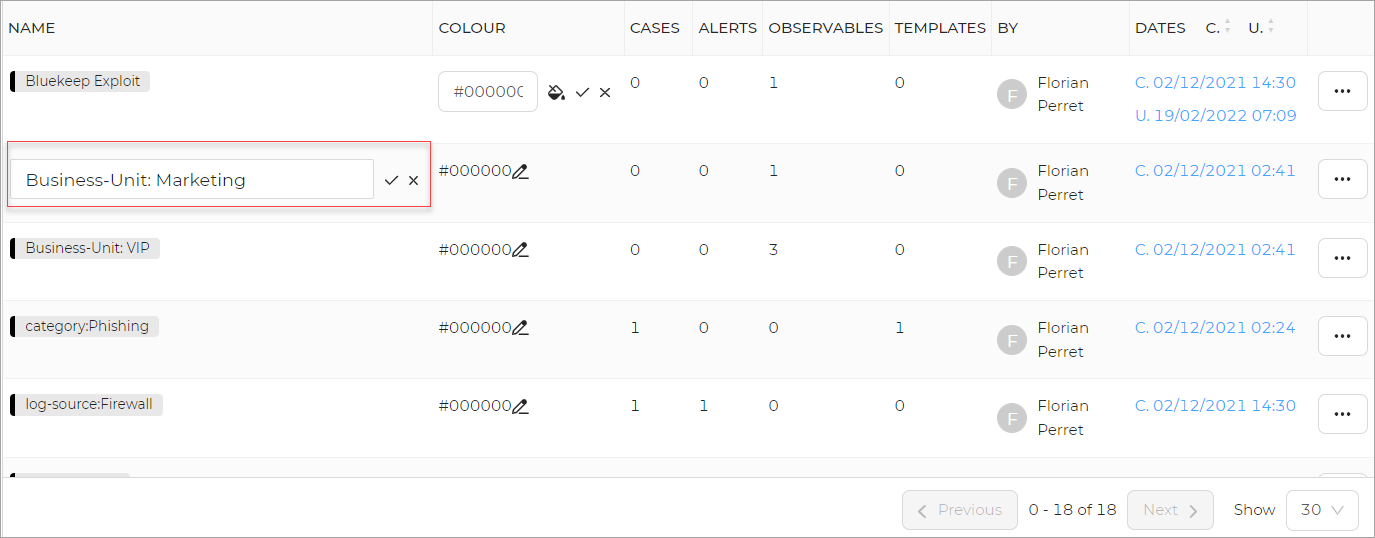 NAME COLOUR CASES ALERTS OBSERVABLES TEMPLATES BY DATES C. U.
Bluekeep Exploit #000000 0 0 1 0 F Florian Perret C. 02/12/2021 14:30
U. 19/02/2022 07:09
Business-Unit: Marketing #000000 0 0 1 0 F Florian Perret C. 02/12/2021 02:41
Business-Unit: VIP #000000 0 0 3 0 F Florian Perret C. 02/12/2021 02:41
category:Phishing #000000 1 0 0 1 F Florian Perret C. 02/12/2021 02:24
log-source:Firewall #000000 1 1 0 0 F Florian Perret C. 02/12/2021 14:30
Previous 0 - 18 of 18 Next Show 30